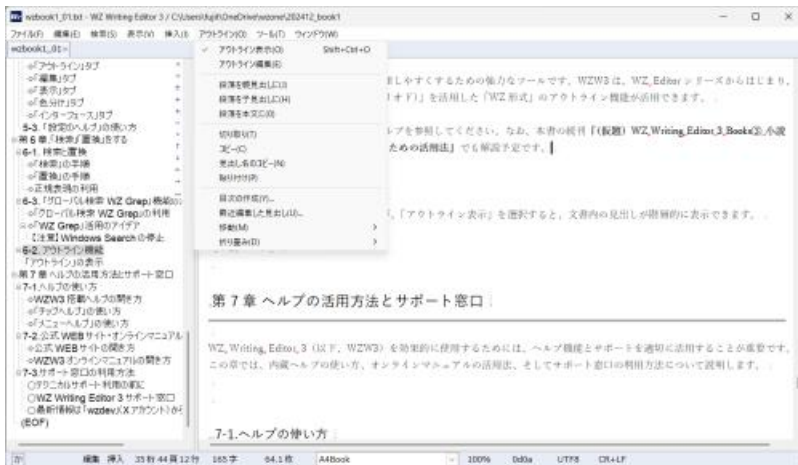 wzbook1_01.txt - WZ Writing Editor 3 / C:\Users\fujit\OneDrive\wzone\202412_book1
ファイル(F) 編集(E) 検索(S) 表示(V) 挿入(I) アウトライン(O) ツール(T) ウィンドウ(W)
wzbook1_01×
アウトライン表示(O) Shift+Ctrl+O
アウトライン編集(E)
段落を親見出しに(J)
段落を子見出しに(H)
段落を本文に(0)
切り取り(T)
コピー(C)
見出し名のコピー(N)
貼り付け(P)
目次の作成(Y)...
最近編集した見出し(U)...
移動(M)
折り畳み(D)
「アウトライン」タブ
「編集」タブ
「表示」タブ
「色分け」タブ
「インターフェース」タブ
5-3.「設定のヘルプ」の使い方
第6章「検索」「置換」をする
6-1. 検索と置換
「検索」の手順
「置換」の手順
正規表現の利用
6-3.「グローバル検索 WZ Grep」機能の
「グローバル検索 WZ Grep」の利用
「WZ Grep」活用のアイデア
【注意】Windows Searchの停止
6-2. アウトライン機能
「アウトライン」の表示
第7章 ヘルプの活用方法とサポート窓口
7-1.ヘルプの使い方
WZW3 搭載ヘルプの開き方
「チップヘルプ」の使い方
「メニューヘルプ」の使い方
7-2.公式 WEB サイト・オンラインマニュアル
公式 WEB サイトの開き方
WZW3 オンラインマニュアルの開き方
7-3.サポート窓口の利用方法
○テクニカルサポート利用の前に
○WZ Writing Editor 3 サポート窓口
○最新情報は「wzdev」(X アカウント)から
(EOF)
しやすくするための強力なツールです。WZW3 は、WZ Editor シリーズからはじまり、
オド)」を活用した「WZ 形式」のアウトライン機能が活用できます。
ルプを参照してください。なお、本書の続刊『(仮題) WZ Writing Editor 3 Books②小説
ための活用法』でも解説予定です。
、「アウトライン表示」を選択すると、文書内の見出しが階層的に表示できます。
第7章 ヘルプの活用方法とサポート窓口
WZ Writing Editor 3（以下、WZW3）を効果的に使用するためには、ヘルプ機能とサポートを適切に活用することが重要です。
この章では、内蔵ヘルプの使い方、オンラインマニュアルの活用法、そしてサポート窓口の利用方法について説明します。
7-1.ヘルプの使い方
編集 挿入 35行44頁12行 165字 64.1枚 A4Book 100% 0d0a UTF8 CR+LF